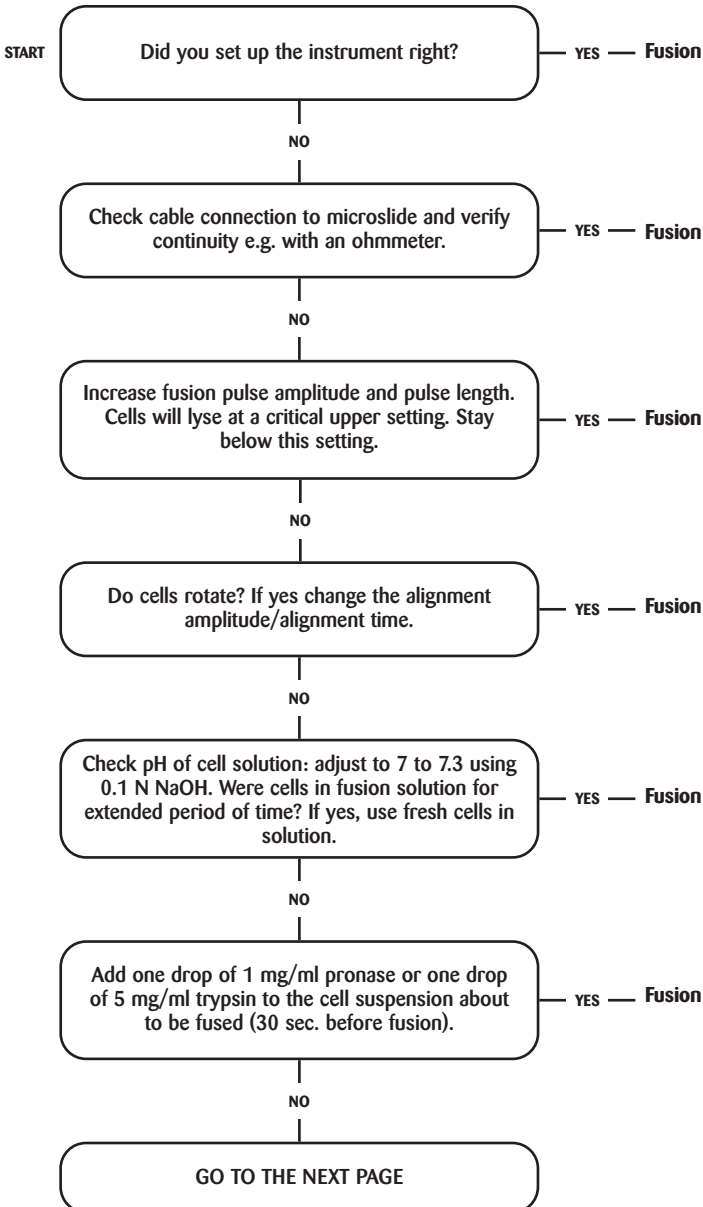 START
Did you set up the instrument right?
YES
Fusion
NO
Check cable connection to microslide and verify
continuity e.g. with an ohmmeter.
YES
Fusion
NO
Increase fusion pulse amplitude and pulse length.
Cells will lyse at a critical upper setting. Stay
below this setting.
YES
Fusion
NO
Do cells rotate? If yes change the alignment
amplitude/alignment time.
YES
Fusion
NO
Check pH of cell solution: adjust to 7 to 7.3 using
0.1 N NaOH. Were cells in fusion solution for
extended period of time? If yes, use fresh cells in
solution.
YES
Fusion
NO
Add one drop of 1 mg/ml pronase or one drop
of 5 mg/ml trypsin to the cell suspension about
to be fused (30 sec. before fusion).
YES
Fusion
NO
GO TO THE NEXT PAGE